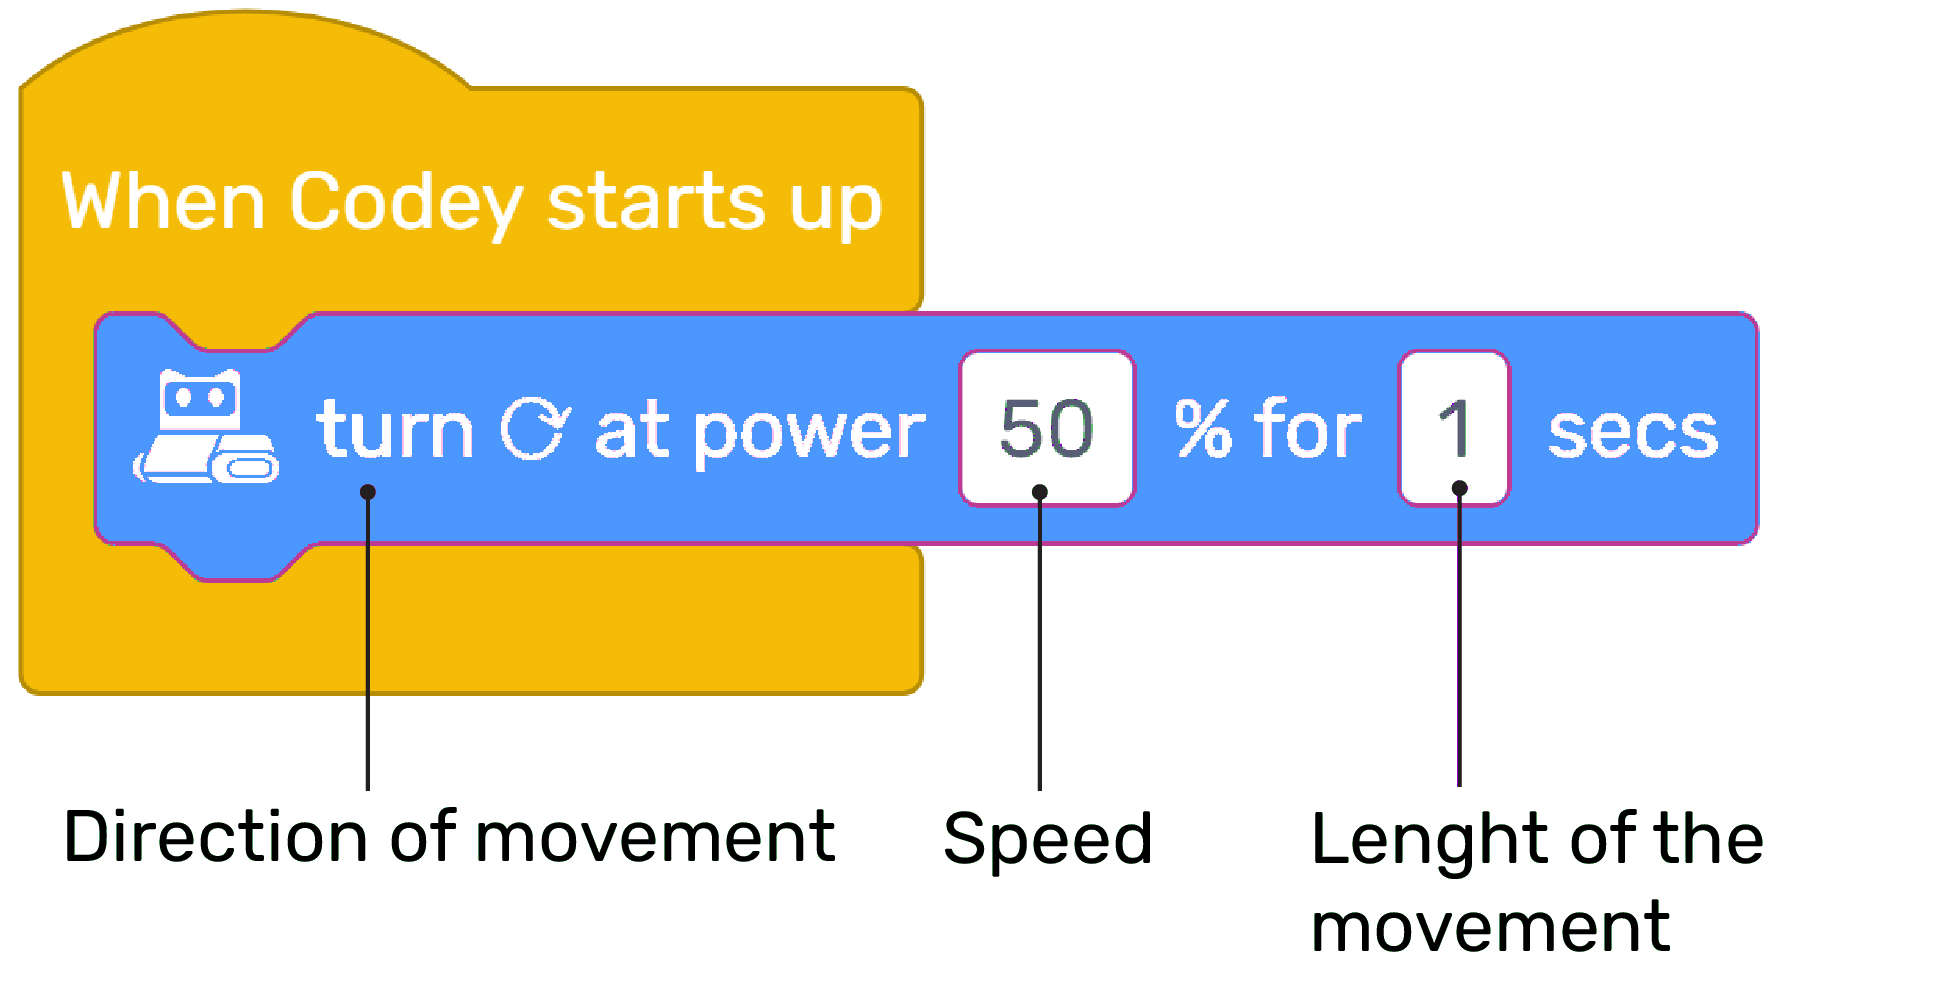 When Codey starts up
turn ↻ at power 50 % for 1 secs
Direction of movement
Speed
Lenght of the
movement